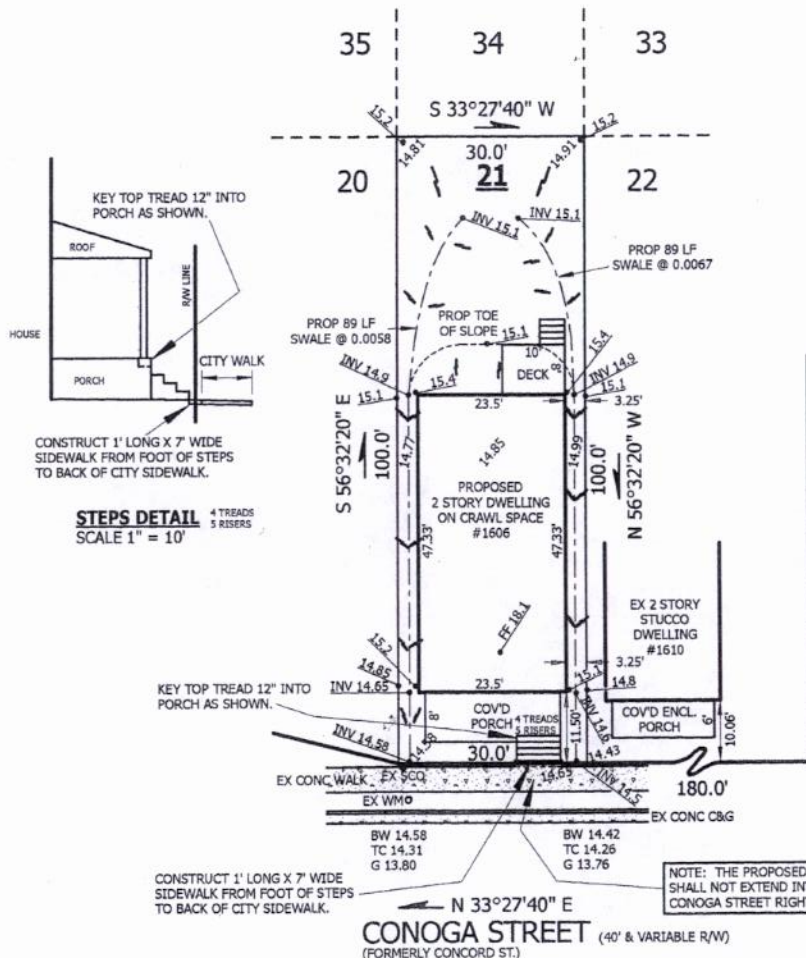 35
34
33
S 33°27'40" W
15.2
15.2
14.81
14.91
30.0'
20
21
22
KEY TOP TREAD 12" INTO
PORCH AS SHOWN.
INV 15.1
INV 15.1
ROOF
R/W LINE
HOUSE
PORCH
CITY WALK
PROP 89 LF
SWALE @ 0.0067
PROP 89 LF
SWALE @ 0.0058
PROP TOE
OF SLOPE
15.1
10'
8'
DECK
15.4
INV 14.9
15.1
INV 14.9
15.1
15.4
23.5'
3.25'
CONSTRUCT 1' LONG X 7' WIDE
SIDEWALK FROM FOOT OF STEPS
TO BACK OF CITY SIDEWALK.
STEPS DETAIL
4 TREADS
5 RISERS
SCALE 1" = 10'
S 56°32'20" E
100.0'
14.77
14.85
14.99
100.0'
N 56°32'20" W
PROPOSED
2 STORY DWELLING
ON CRAWL SPACE
#1606
47.33'
47.33'
FF 18.1
EX 2 STORY
STUCCO
DWELLING
#1610
3.25'
15.2
14.85
INV 14.65
23.5'
15.1
14.8
KEY TOP TREAD 12" INTO
PORCH AS SHOWN.
8'
COV'D
PORCH
4 TREADS
5 RISERS
11.50'
INV 14.6
COV'D ENCL.
PORCH
6'
10.06'
INV 14.58
14.58
30.0'
14.43
14.65
INV 14.5
180.0'
EX CONC WALK
EX SCO
EX WM
EX CONC C&G
BW 14.58
TC 14.31
G 13.80
BW 14.42
TC 14.26
G 13.76
CONSTRUCT 1' LONG X 7' WIDE
SIDEWALK FROM FOOT OF STEPS
TO BACK OF CITY SIDEWALK.
NOTE: THE PROPOSED
SHALL NOT EXTEND IN
CONOGA STREET RIGHT
N 33°27'40" E
CONOGA STREET (40' & VARIABLE R/W)
(FORMERLY CONCORD ST.)